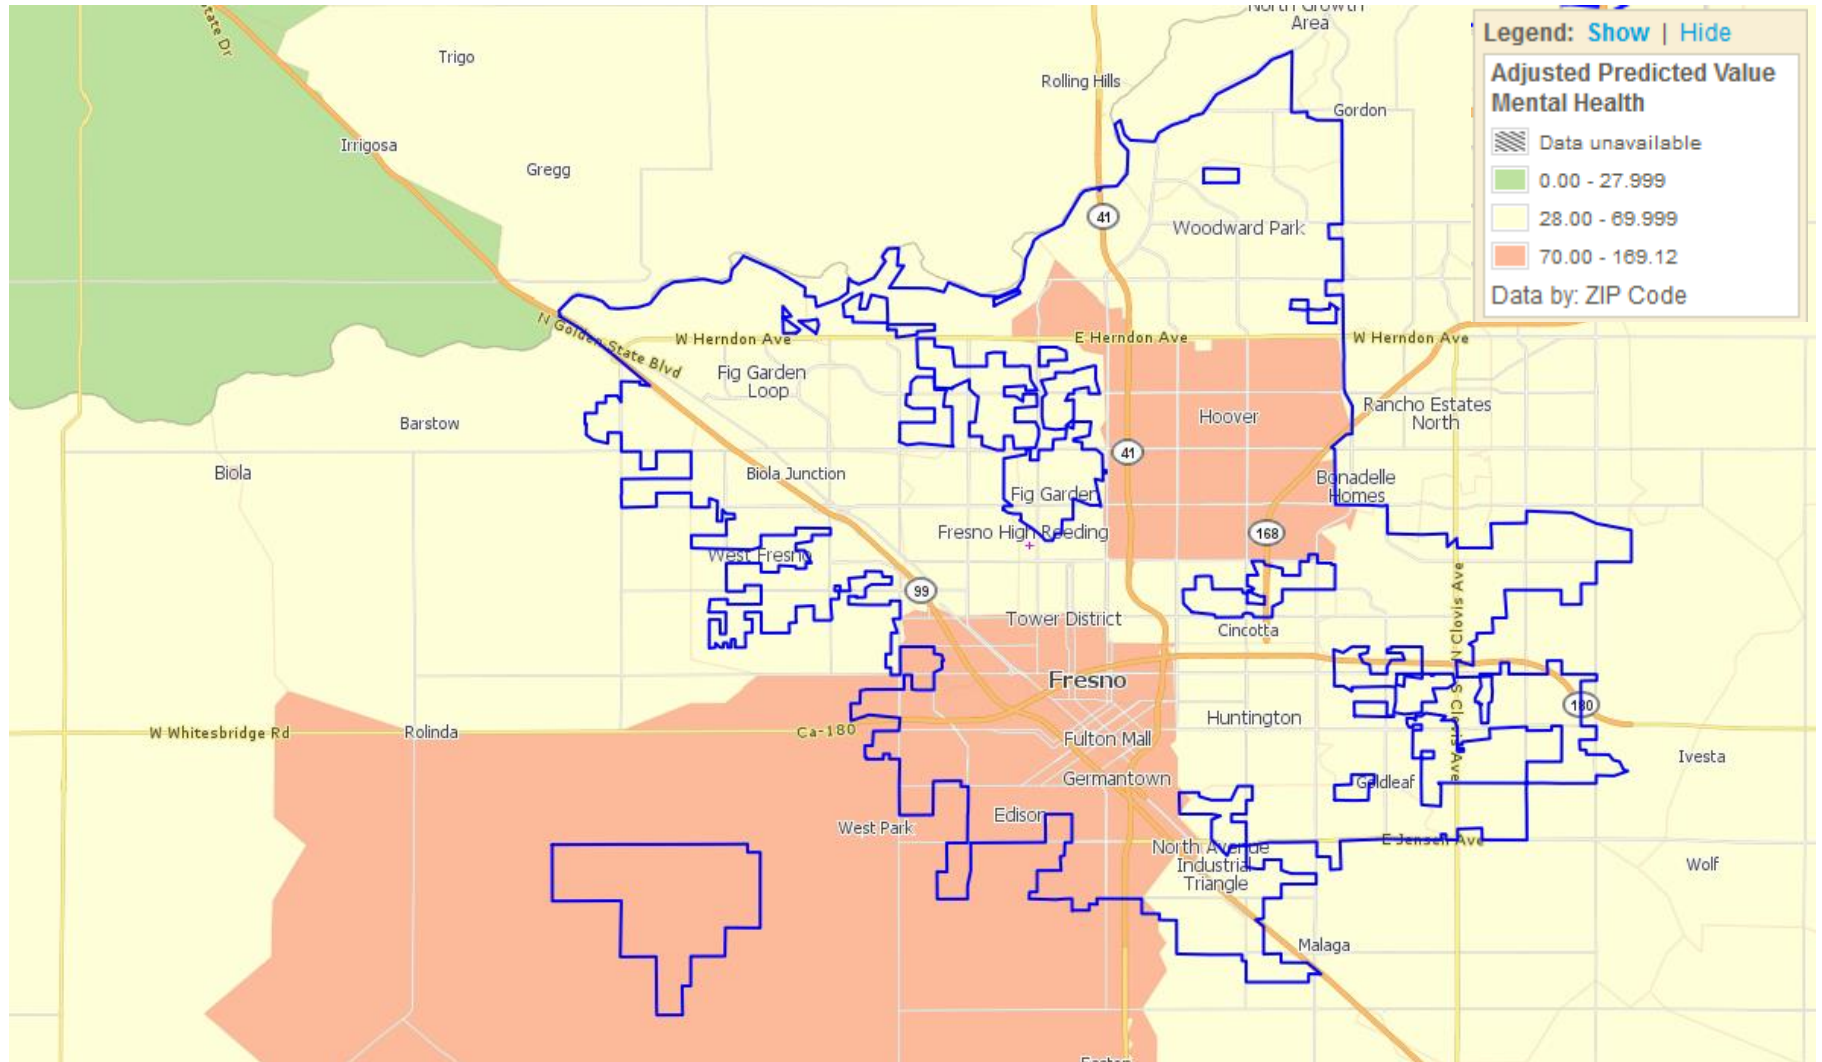 North Growth
Area
State Dr
Trigo
Rolling Hills
Legend: Show | Hide
Adjusted Predicted Value
Mental Health
Data unavailable
0.00 - 27.999
28.00 - 69.999
70.00 - 169.12
Data by: ZIP Code
Gordon
Irrigosa
Gregg
41
Woodward Park
N Golden State Blvd
W Herndon Ave
E Herndon Ave
W Herndon Ave
Fig Garden
Loop
Barstow
Hoover
Rancho Estates
North
41
Biola
Biola Junction
Bonadelle
Homes
Fig Garden
Fresno High Roeding
168
West Fresno
99
N Clovis Ave
Tower District
Cincotta
Fresno
S Clovis Ave
180
Huntington
W Whitesbridge Rd
Rolinda
Ca-180
Fulton Mall
Ivesta
Germantown
Goldleaf
Edison
West Park
E Jensen Ave
North Avenue
Industrial
Triangle
Wolf
Malaga
Easton